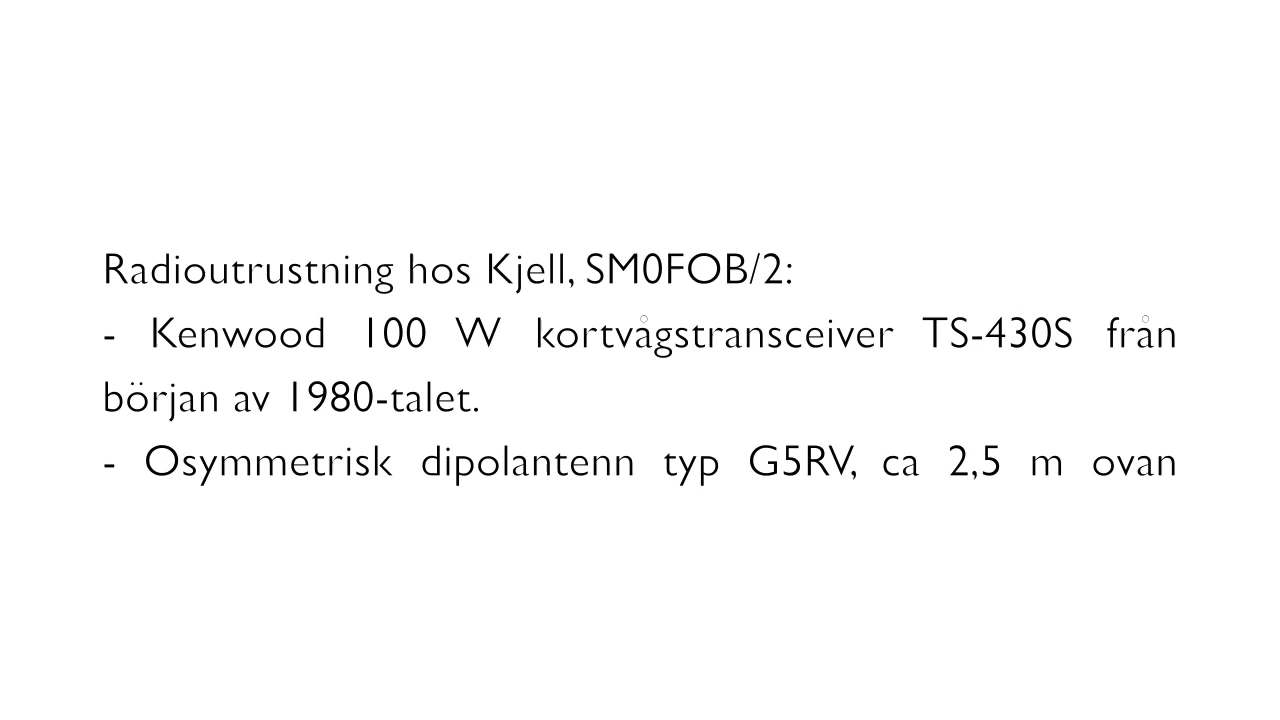 Radioutrustning hos Kjell, SM0FOB/2:
- Kenwood 100 W kortvågstransceiver TS-430S från
början av 1980-talet.
- Osymmetrisk dipolantenn typ G5RV, ca 2,5 m ovan